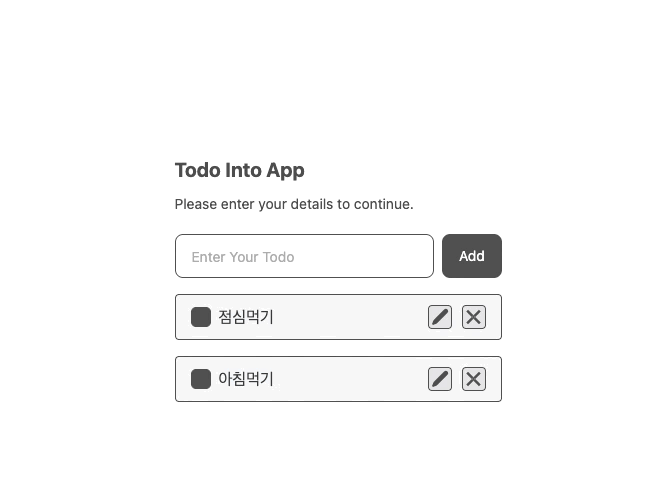 Todo Into App
Please enter your details to continue.
Enter Your Todo
Add
점심먹기
아침먹기